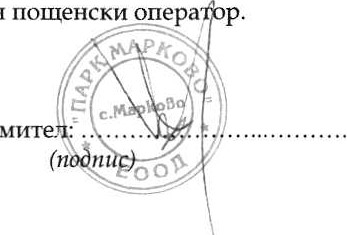 и пощенски оператор.
"ПАРК МАРКОВО"
с.Марково
мител: ..............................
(подпис)
ЕООД